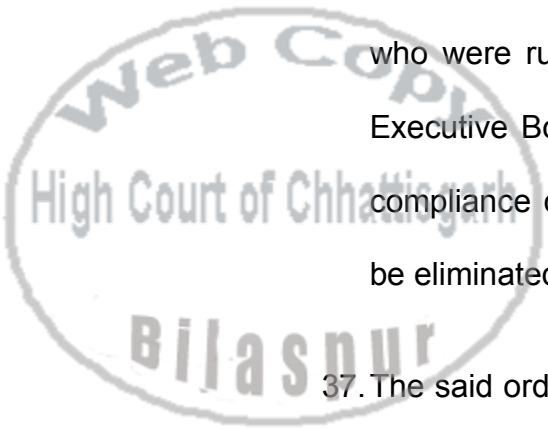 Web Copy
who were ru
Executive Bo
High Court of Chhattisgarh
compliance
be eliminated
Bilaspur
37. The said ord